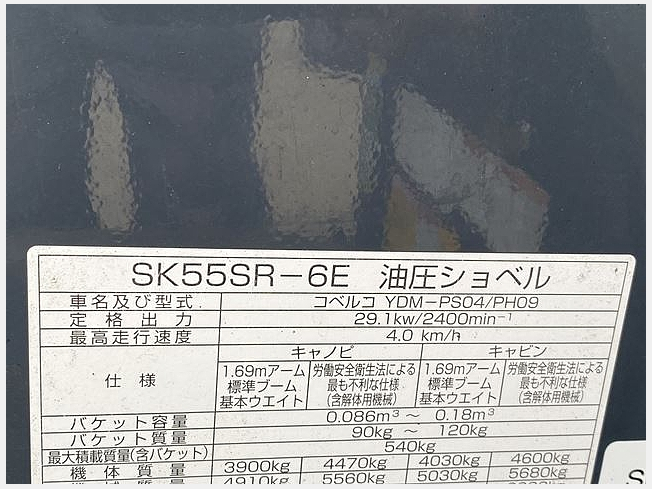 SK55SR-6E 油圧ショベル
車名及び型式 コベルコ YDM-PS04/PH09
定格出力 29.1kw/2400min⁻¹
最高走行速度 4.0 km/h
仕様 キャノピ キャビン
1.69mアーム 労働安全衛生法による 1.69mアーム 労働安全衛生法による
標準ブーム 最も不利な仕様 標準ブーム 最も不利な仕様
基本ウエイト (含解体用機械) 基本ウエイト (含解体用機械)
バケット容量 0.086m³ ～ 0.18m³
バケット質量 90kg ～ 120kg
最大積載質量(含バケット) 540kg
機体質量 3900kg 4470kg 4030kg 4600kg
4910kg 5560kg 5030kg 5680kg
S